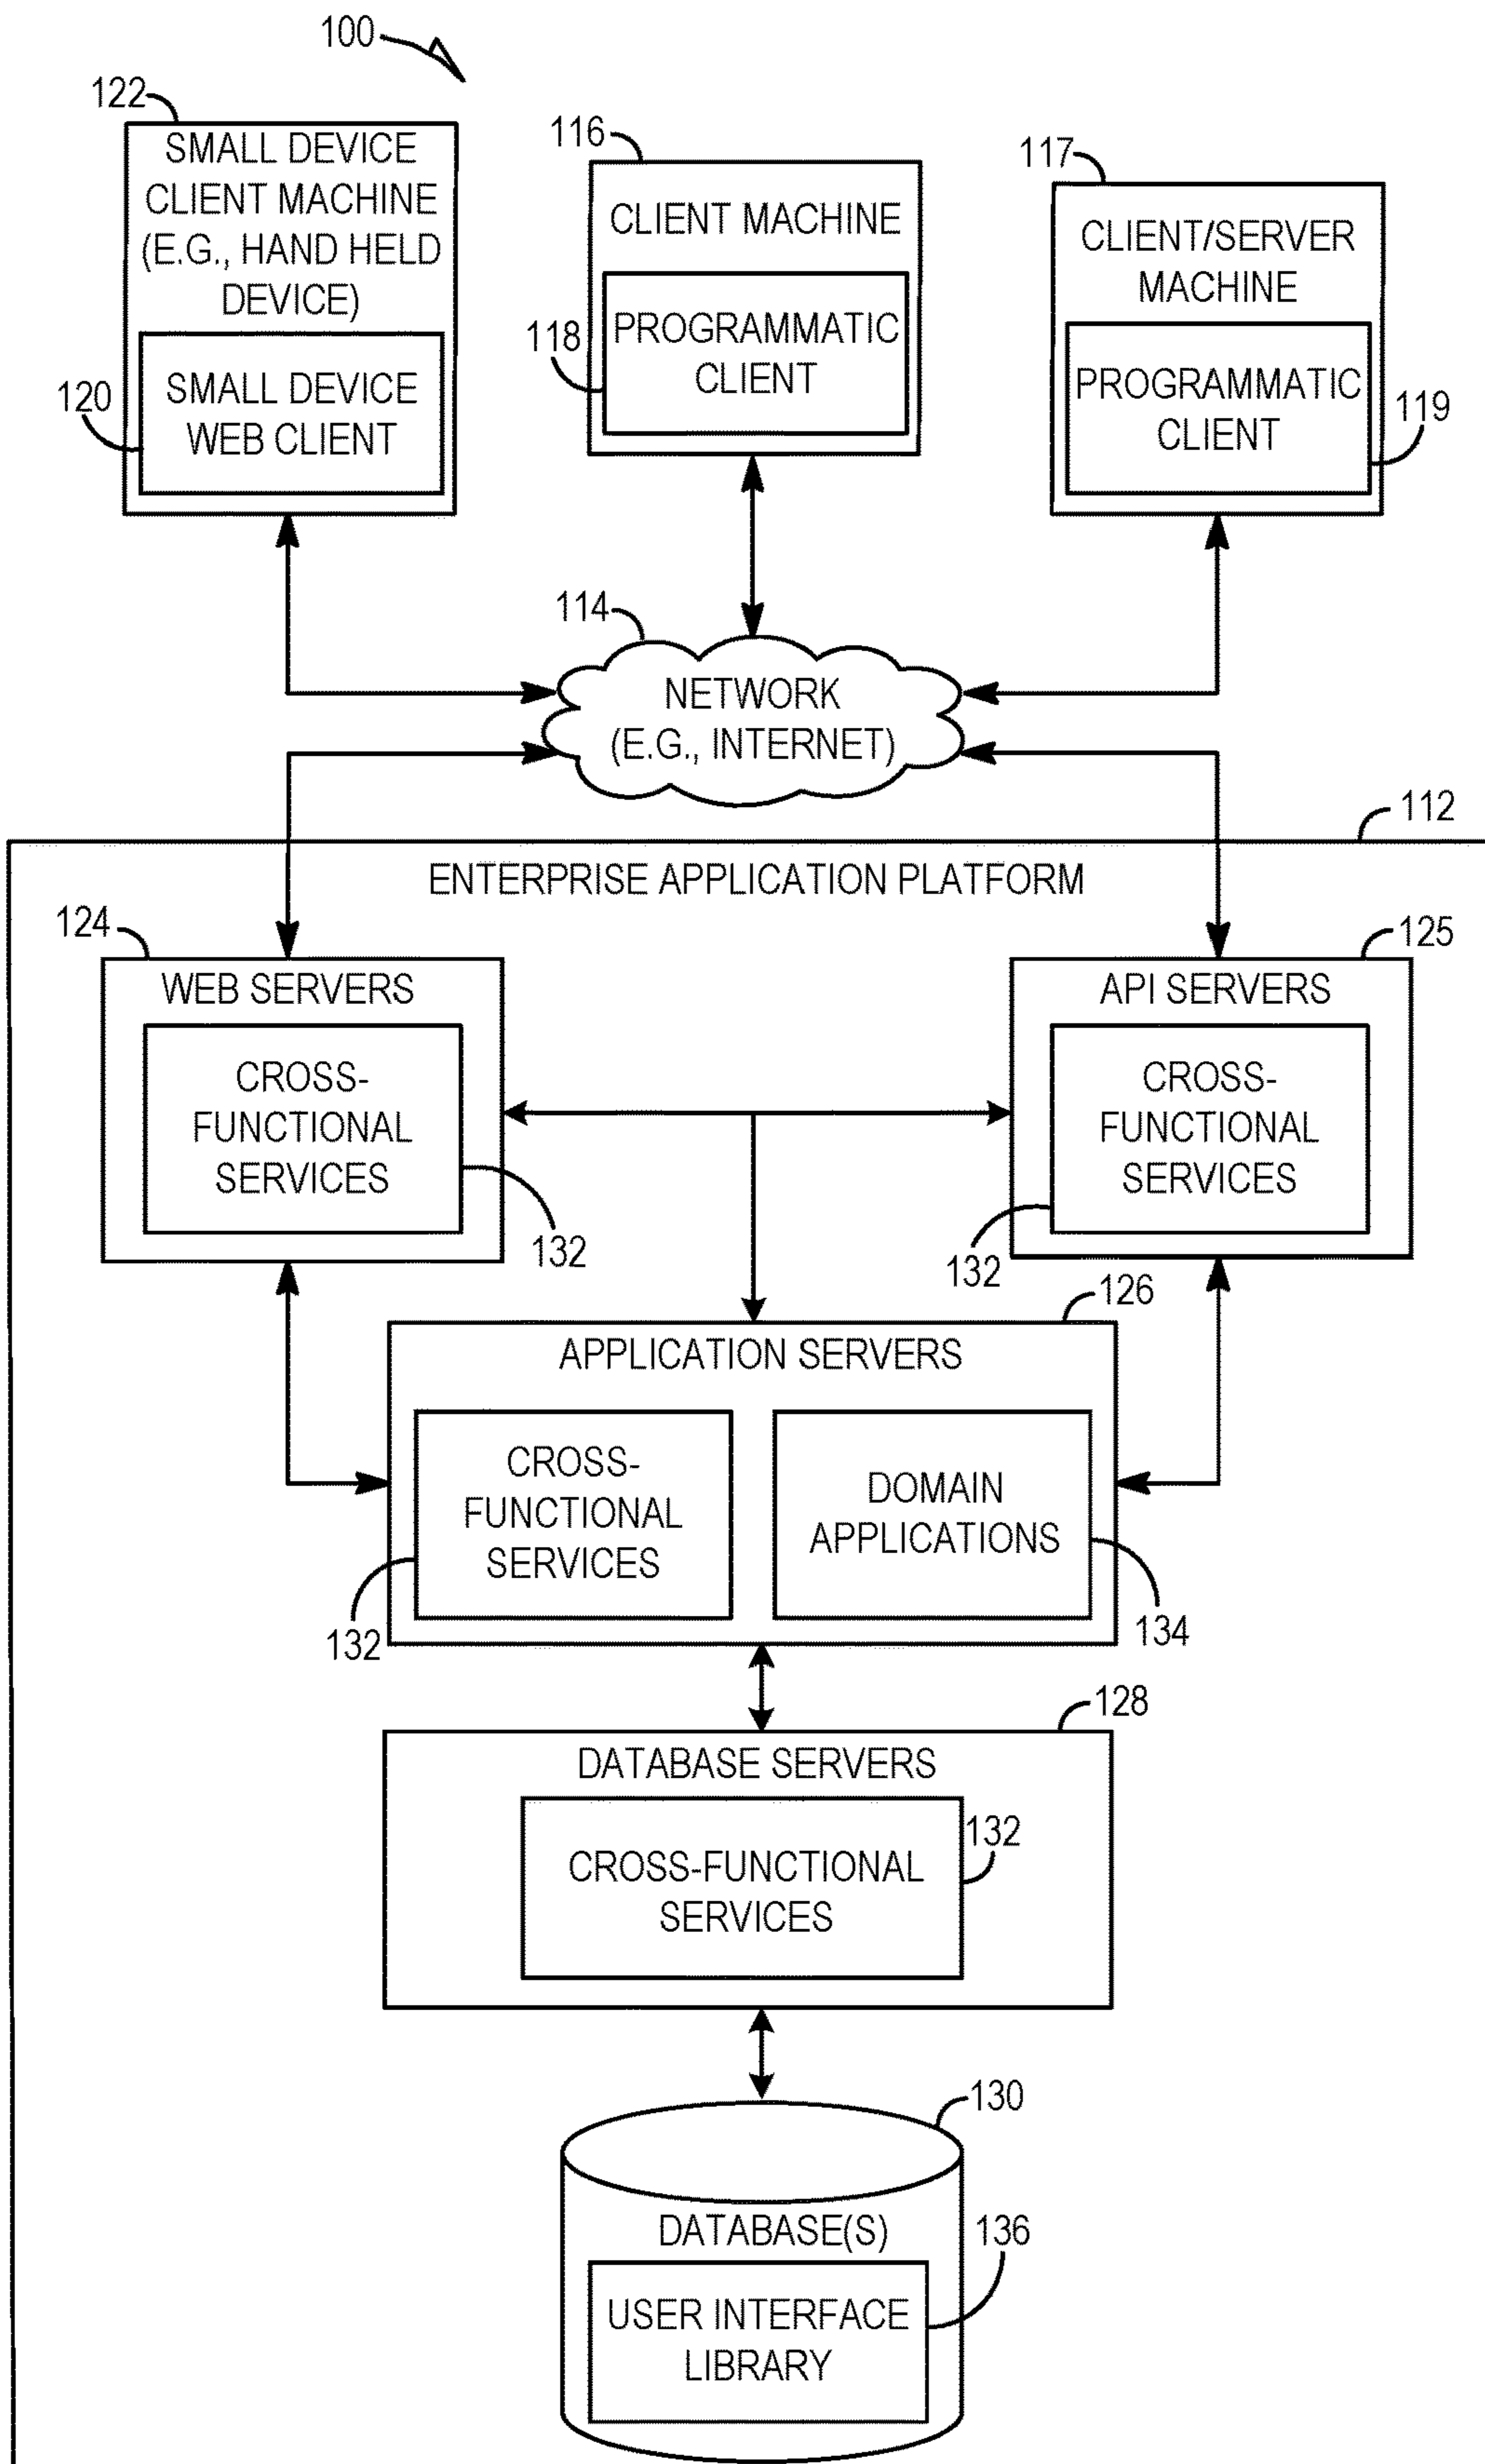 100
122
SMALL DEVICE
CLIENT MACHINE
(E.G., HAND HELD
DEVICE)
120
SMALL DEVICE
WEB CLIENT
116
CLIENT MACHINE
118
PROGRAMMATIC
CLIENT
117
CLIENT/SERVER
MACHINE
PROGRAMMATIC
CLIENT
119
114
NETWORK
(E.G., INTERNET)
112
ENTERPRISE APPLICATION PLATFORM
124
WEB SERVERS
CROSS-
FUNCTIONAL
SERVICES
132
125
API SERVERS
CROSS-
FUNCTIONAL
SERVICES
132
126
APPLICATION SERVERS
CROSS-
FUNCTIONAL
SERVICES
132
DOMAIN
APPLICATIONS
134
128
DATABASE SERVERS
132
CROSS-FUNCTIONAL
SERVICES
130
DATABASE(S)
136
USER INTERFACE
LIBRARY